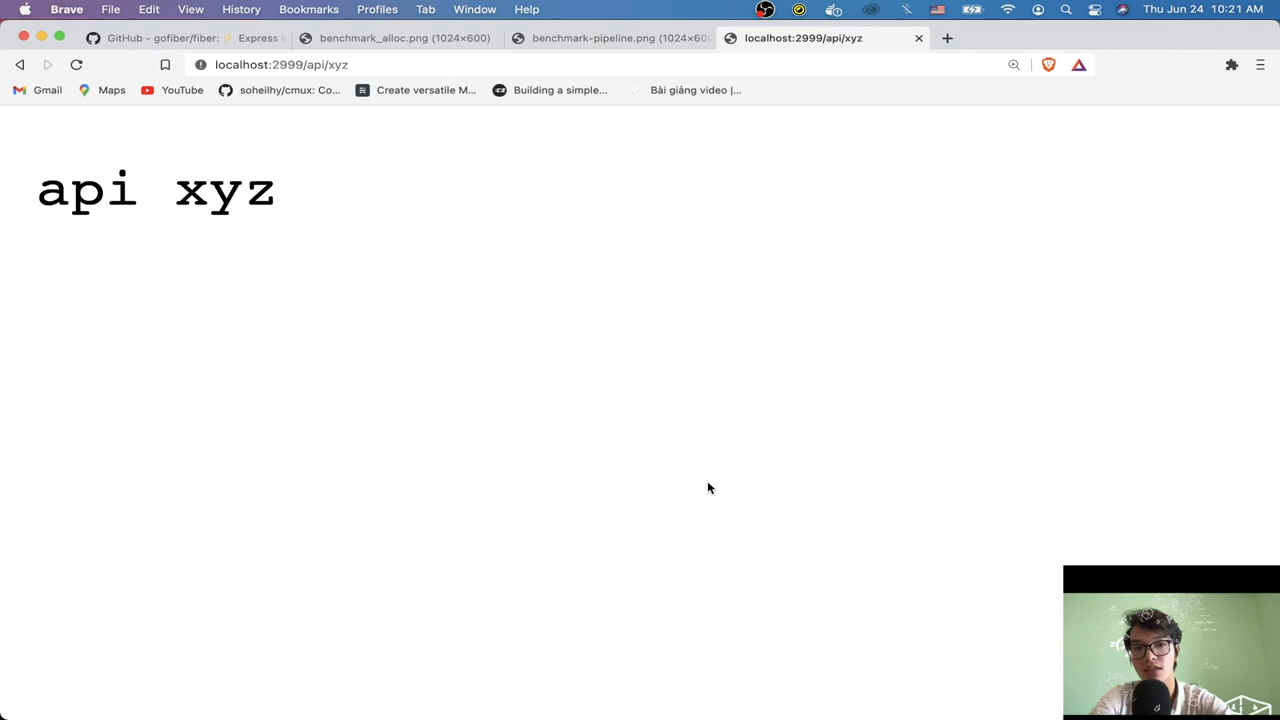 Brave File Edit View History Bookmarks Profiles Tab Window Help Thu Jun 24 10:21 AM
GitHub - gofiber/fiber: ⚡ Express i benchmark_alloc.png (1024×600) benchmark-pipeline.png (1024×600 localhost:2999/api/xyz
localhost:2999/api/xyz
Gmail Maps YouTube soheilhy/cmux: Co... Create versatile M... Building a simple... Bài giảng video |...
api xyz